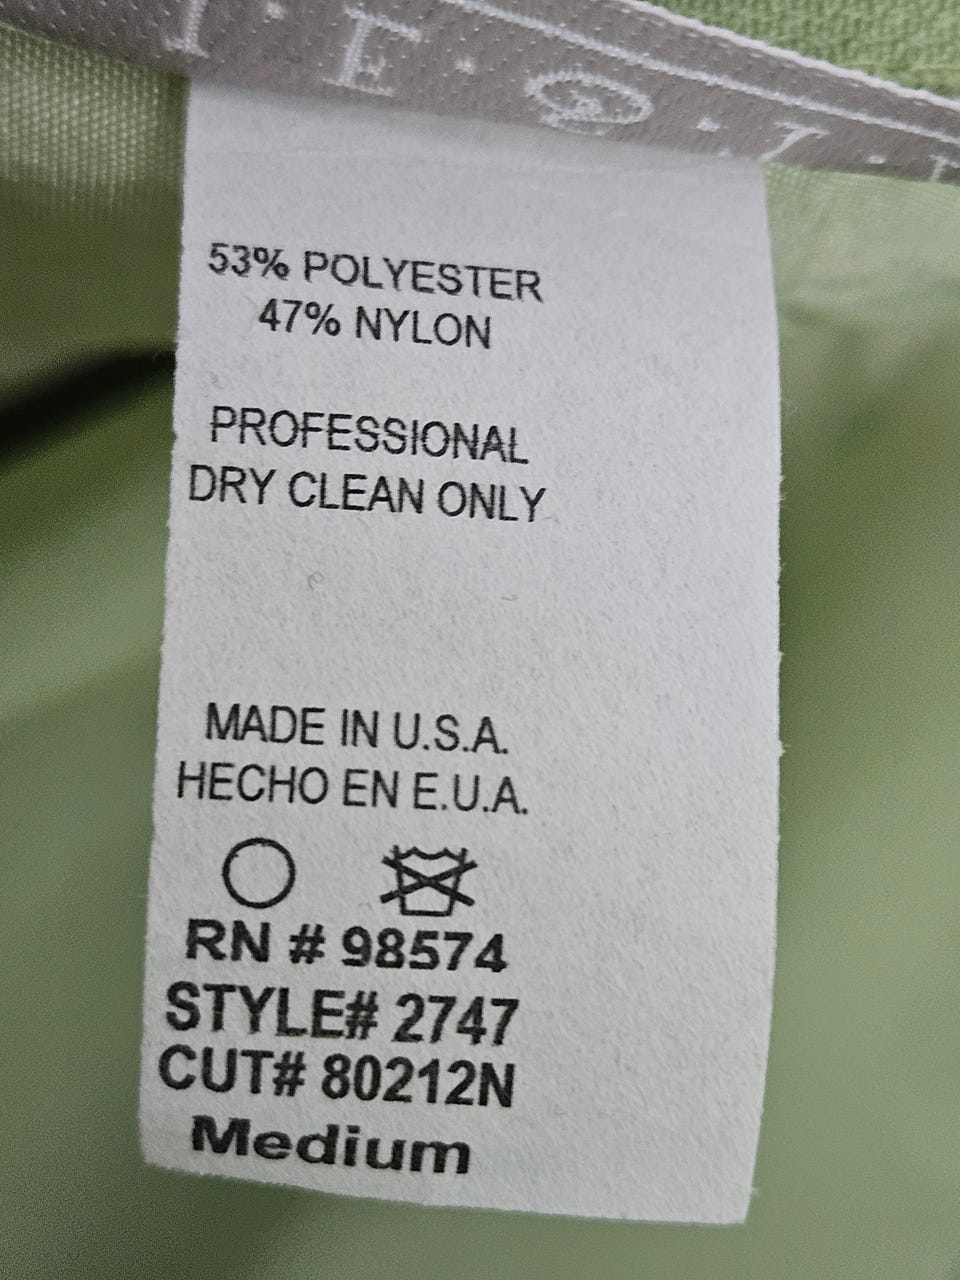 53% POLYESTER
47% NYLON
PROFESSIONAL
DRY CLEAN ONLY
MADE IN U.S.A.
HECHO EN E.U.A.
RN # 98574
STYLE# 2747
CUT# 80212N
Medium